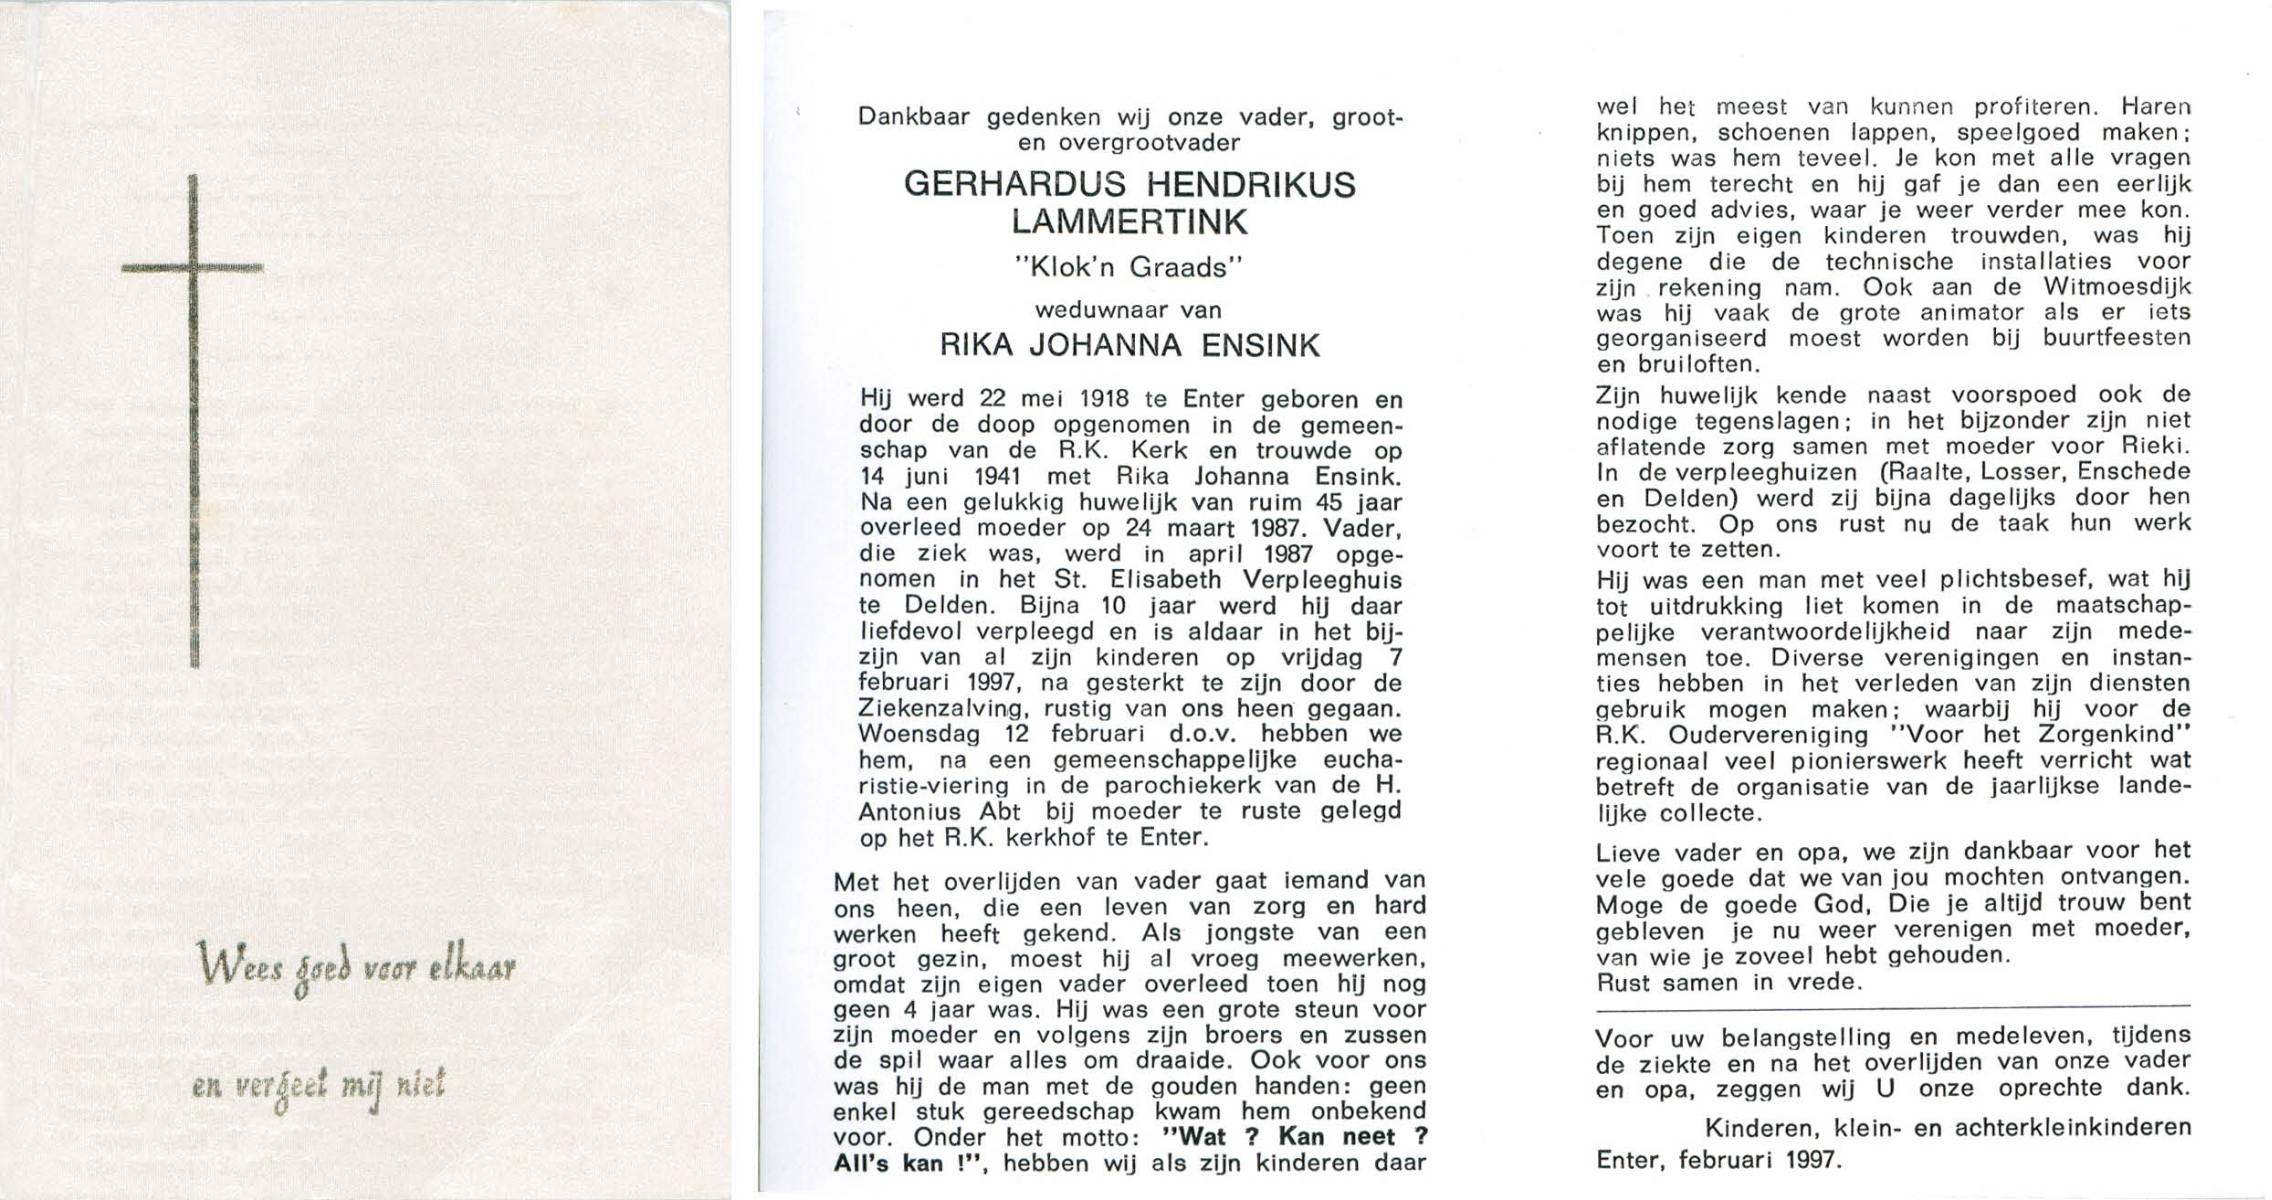 Wees goed voor elkaar
en vergeet mij niet
Dankbaar gedenken wij onze vader, groot-
en overgrootvader
GERHARDUS HENDRIKUS
LAMMERTINK
"Klok'n Graads"
weduwnaar van
RIKA JOHANNA ENSINK
Hij werd 22 mei 1918 te Enter geboren en
door de doop opgenomen in de gemeen-
schap van de R.K. Kerk en trouwde op
14 juni 1941 met Rika Johanna Ensink.
Na een gelukkig huwelijk van ruim 45 jaar
overleed moeder op 24 maart 1987. Vader,
die ziek was, werd in april 1987 opge-
nomen in het St. Elisabeth Verpleeghuis
te Delden. Bijna 10 jaar werd hij daar
liefdevol verpleegd en is aldaar in het bij-
zijn van al zijn kinderen op vrijdag 7
februari 1997, na gesterkt te zijn door de
Ziekenzalving, rustig van ons heen gegaan.
Woensdag 12 februari d.o.v. hebben we
hem, na een gemeenschappelijke eucha-
ristie-viering in de parochiekerk van de H.
Antonius Abt bij moeder te ruste gelegd
op het R.K. kerkhof te Enter.
Met het overlijden van vader gaat iemand van
ons heen, die een leven van zorg en hard
werken heeft gekend. Als jongste van een
groot gezin, moest hij al vroeg meewerken,
omdat zijn eigen vader overleed toen hij nog
geen 4 jaar was. Hij was een grote steun voor
zijn moeder en volgens zijn broers en zussen
de spil waar alles om draaide. Ook voor ons
was hij de man met de gouden handen: geen
enkel stuk gereedschap kwam hem onbekend
voor. Onder het motto: "Wat ? Kan neet ?
All's kan !", hebben wij als zijn kinderen daar
wel het meest van kunnen profiteren. Haren
knippen, schoenen lappen, speelgoed maken;
niets was hem teveel. Je kon met alle vragen
bij hem terecht en hij gaf je dan een eerlijk
en goed advies, waar je weer verder mee kon.
Toen zijn eigen kinderen trouwden, was hij
degene die de technische installaties voor
zijn rekening nam. Ook aan de Witmoesdijk
was hij vaak de grote animator als er iets
georganiseerd moest worden bij buurtfeesten
en bruiloften.
Zijn huwelijk kende naast voorspoed ook de
nodige tegenslagen; in het bijzonder zijn niet
aflatende zorg samen met moeder voor Rieki.
In de verpleeghuizen (Raalte, Losser, Enschede
en Delden) werd zij bijna dagelijks door hen
bezocht. Op ons rust nu de taak hun werk
voort te zetten.
Hij was een man met veel plichtsbesef, wat hij
tot uitdrukking liet komen in de maatschap-
pelijke verantwoordelijkheid naar zijn mede-
mensen toe. Diverse verenigingen en instan-
ties hebben in het verleden van zijn diensten
gebruik mogen maken; waarbij hij voor de
R.K. Oudervereniging "Voor het Zorgenkind"
regionaal veel pionierswerk heeft verricht wat
betreft de organisatie van de jaarlijkse lande-
lijke collecte.
Lieve vader en opa, we zijn dankbaar voor het
vele goede dat we van jou mochten ontvangen.
Moge de goede God, Die je altijd trouw bent
gebleven je nu weer verenigen met moeder,
van wie je zoveel hebt gehouden.
Rust samen in vrede.
Voor uw belangstelling en medeleven, tijdens
de ziekte en na het overlijden van onze vader
en opa, zeggen wij U onze oprechte dank.
Kinderen, klein- en achterkleinkinderen
Enter, februari 1997.